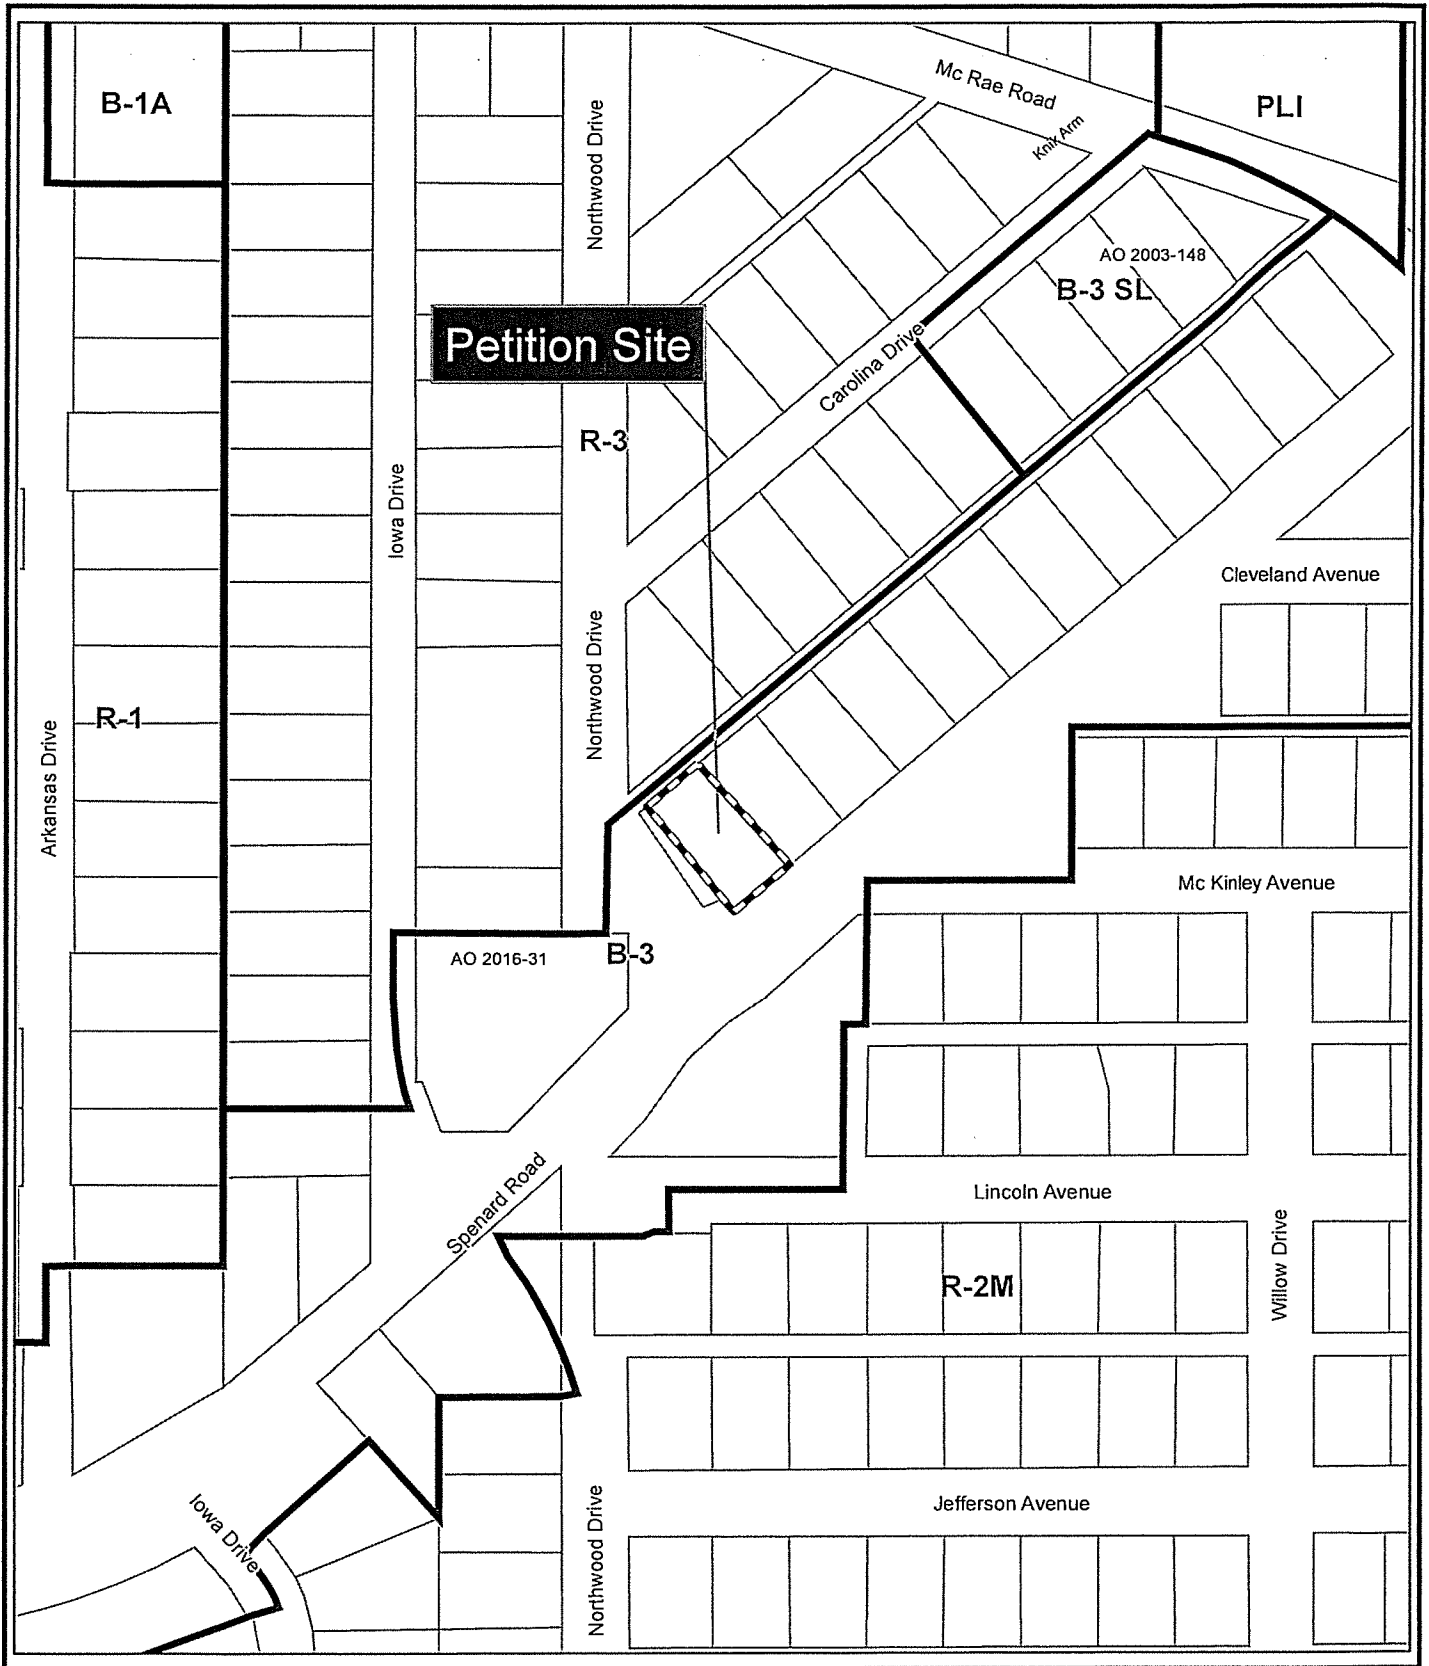 Mc Rae Road
B-1A
PLI
Knik Arm
Northwood Drive
AO 2003-148
B-3 SL
Petition Site
Carolina Drive
R-3
Iowa Drive
Cleveland Avenue
Northwood Drive
R-1
Arkansas Drive
Mc Kinley Avenue
B-3
AO 2016-31
Lincoln Avenue
Spenard Road
Willow Drive
R-2M
Jefferson Avenue
Iowa Drive
Northwood Drive